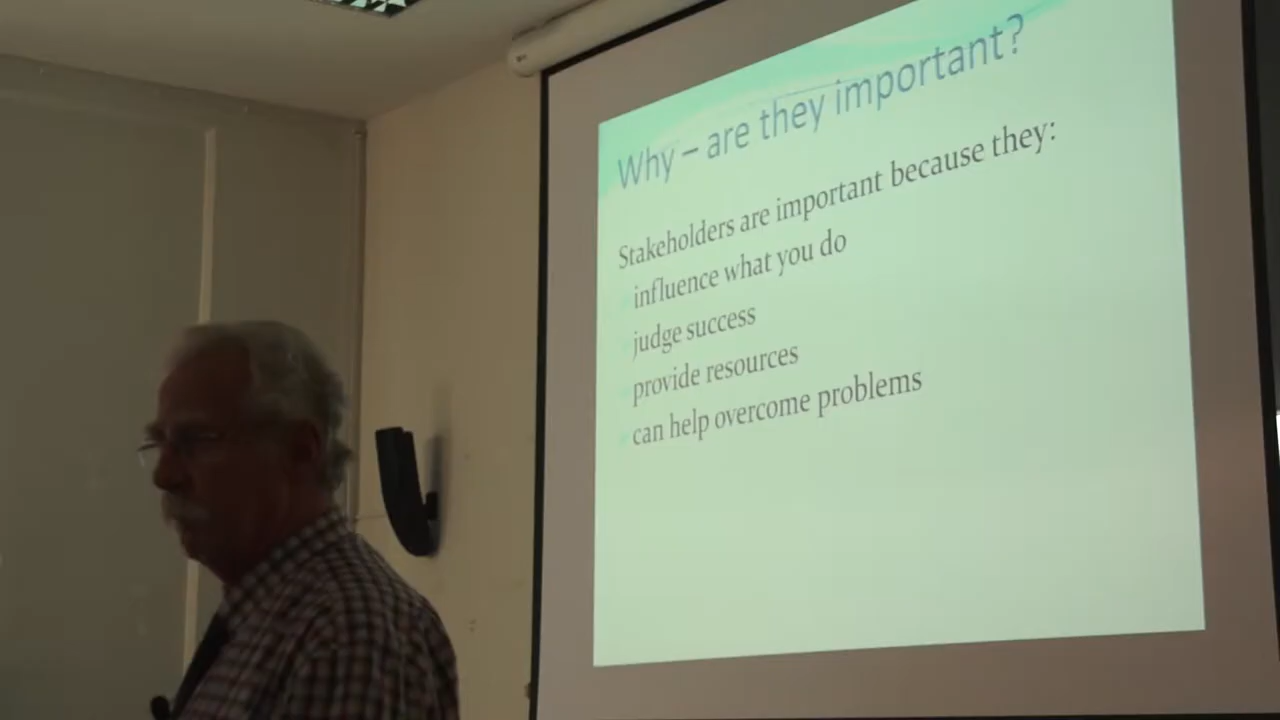 Why – are they important?
Stakeholders are important because they:
influence what you do
judge success
provide resources
can help overcome problems